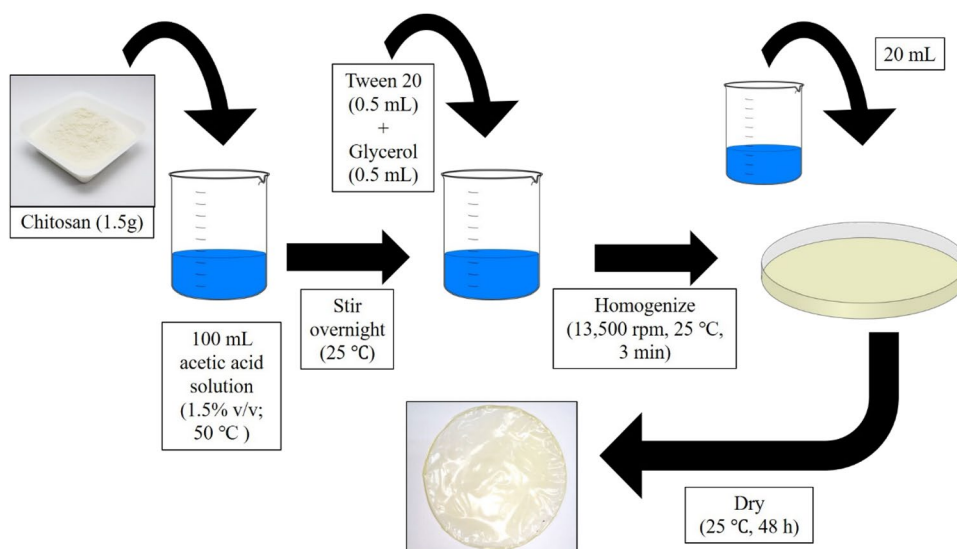 Chitosan (1.5g)
100 mL
acetic acid
solution
(1.5% v/v;
50 ℃ )
Stir
overnight
(25 ℃)
Tween 20
(0.5 mL)
+
Glycerol
(0.5 mL)
Homogenize
(13,500 rpm, 25 ℃,
3 min)
20 mL
Dry
(25 ℃, 48 h)